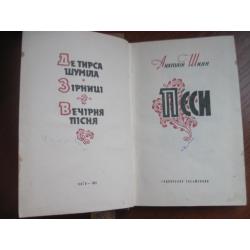 Де тирса
шуміла
Зірниці
Вечірня
пісня
Анатолій Шиян
П'єси